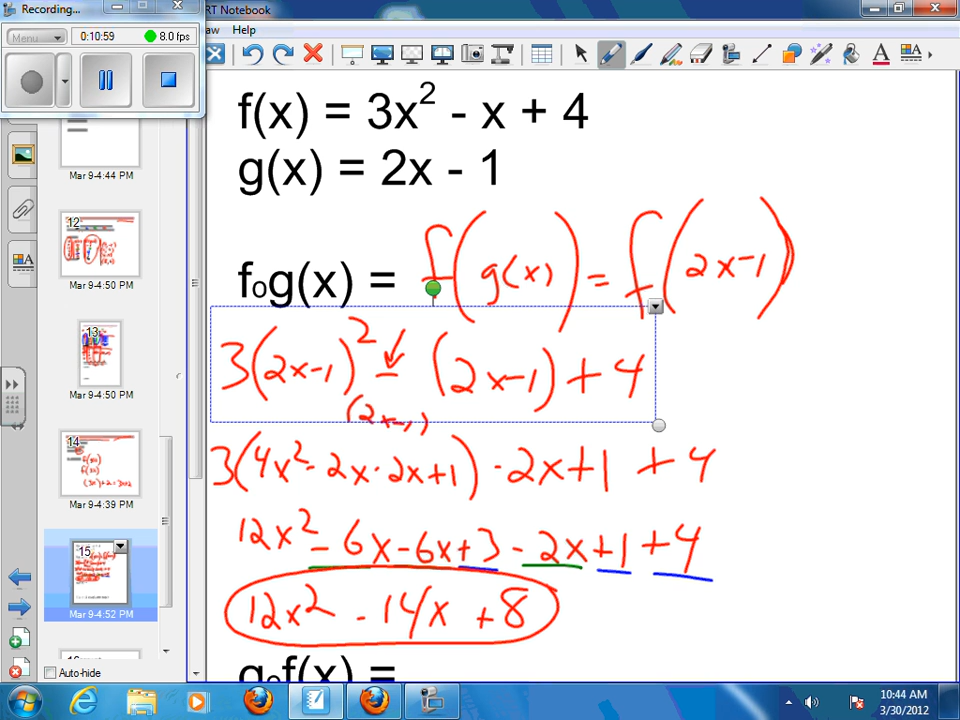 Recording...
RT Notebook
Menu
0:10:59
8.0 fps
aw Help
Mar 9-4:44 PM
12
Mar 9-4:50 PM
13
Mar 9-4:50 PM
14
Mar 9-4:39 PM
15
Mar 9-4:52 PM
Auto-hide
f(x) = 3x² - x + 4
g(x) = 2x - 1
fog(x) = f(g(x)) = f(2x-1)
3(2x-1)² - (2x-1) + 4
(2x-1)
3(4x²-2x-2x+1) - 2x+1 +4
12x² - 6x - 6x + 3 - 2x + 1 + 4
12x² - 14x + 8
gof(x) =
10:44 AM
3/30/2012